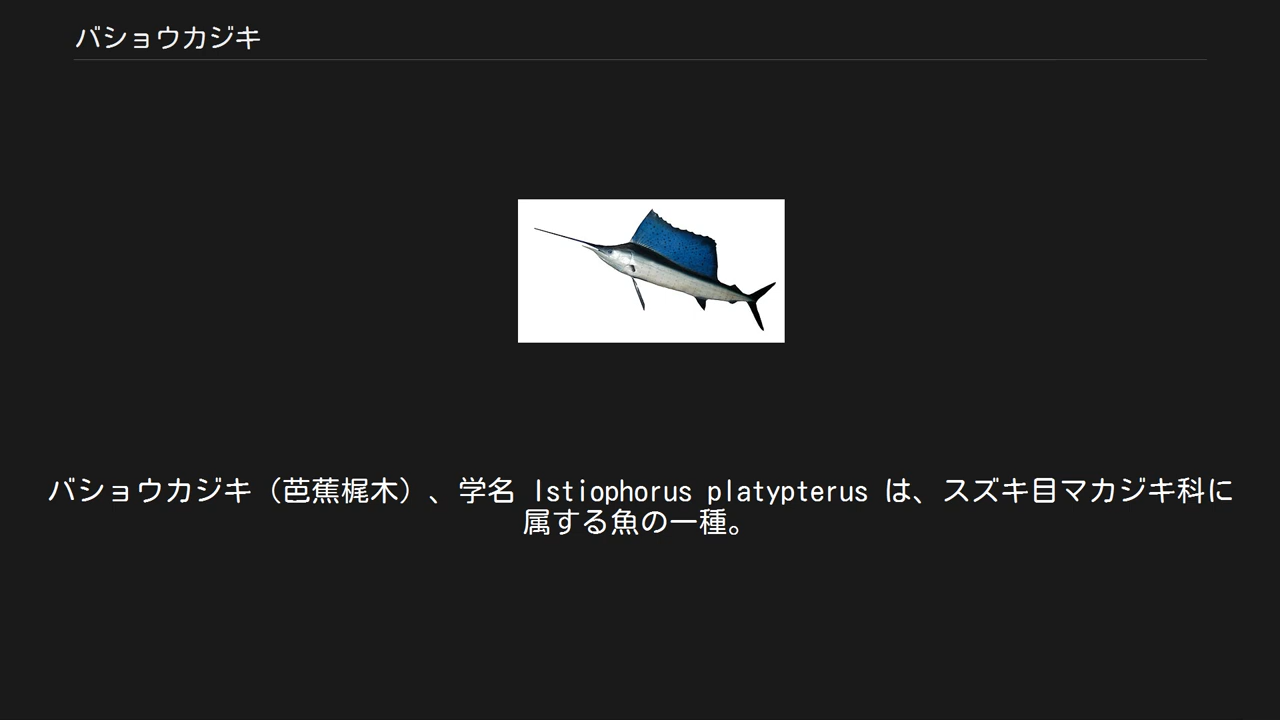 バショウカジキ
バショウカジキ（芭蕉梶木）、学名 Istiophorus platypterus は、スズキ目マカジキ科に
属する魚の一種。